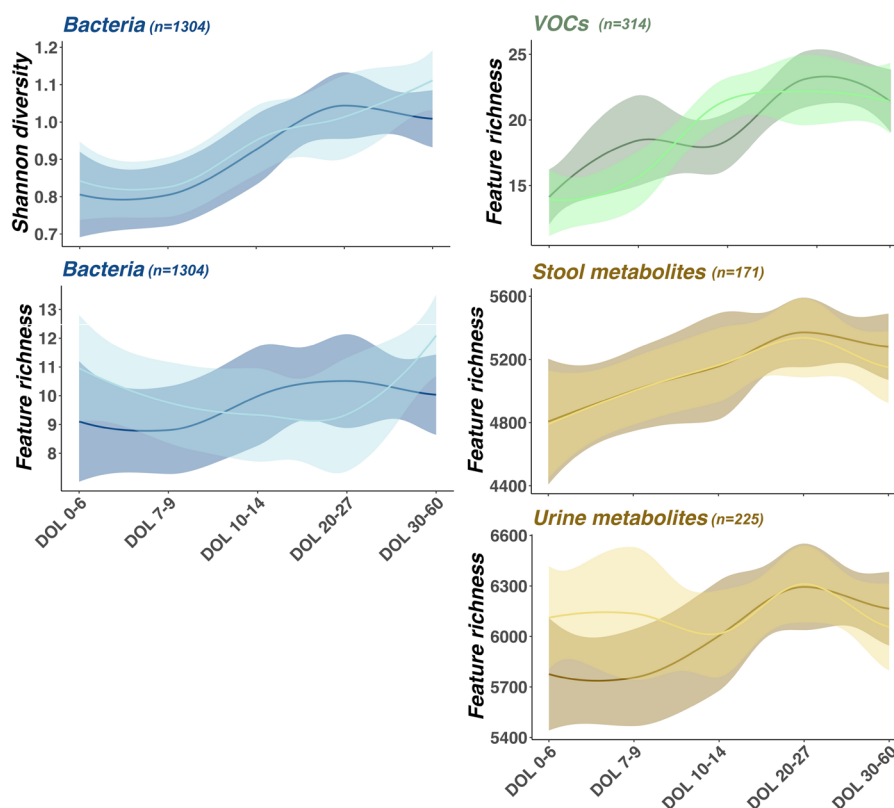 Bacteria (n=1304)
Shannon diversity
1.2
1.1
1.0
0.9
0.8
0.7
Bacteria (n=1304)
Feature richness
13
12
11
10
9
8
DOL 0-6
DOL 7-9
DOL 10-14
DOL 20-27
DOL 30-60
VOCs (n=314)
Feature richness
25
20
15
Stool metabolites (n=171)
Feature richness
5600
5200
4800
4400
Urine metabolites (n=225)
Feature richness
6600
6300
6000
5700
5400
DOL 0-6
DOL 7-9
DOL 10-14
DOL 20-27
DOL 30-60